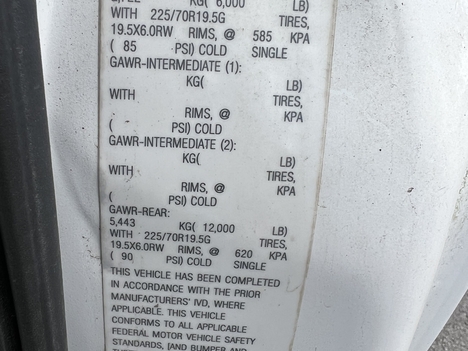 KG( 6,000 LB)
WITH 225/70R19.5G TIRES,
19.5X6.0RW RIMS, @ 585 KPA
( 85 PSI) COLD SINGLE
GAWR-INTERMEDIATE (1):
KG( LB)
WITH TIRES,
RIMS, @ KPA
( PSI) COLD
GAWR-INTERMEDIATE (2):
KG( LB)
WITH TIRES,
RIMS, @ KPA
( PSI) COLD
GAWR-REAR:
5,443 KG( 12,000 LB)
WITH 225/70R19.5G TIRES,
19.5X6.0RW RIMS, @ 620 KPA
( 90 PSI) COLD SINGLE
THIS VEHICLE HAS BEEN COMPLETED
IN ACCORDANCE WITH THE PRIOR
MANUFACTURERS' IVD, WHERE
APPLICABLE. THIS VEHICLE
CONFORMS TO ALL APPLICABLE
FEDERAL MOTOR VEHICLE SAFETY
STANDARDS, [AND BUMPER AND